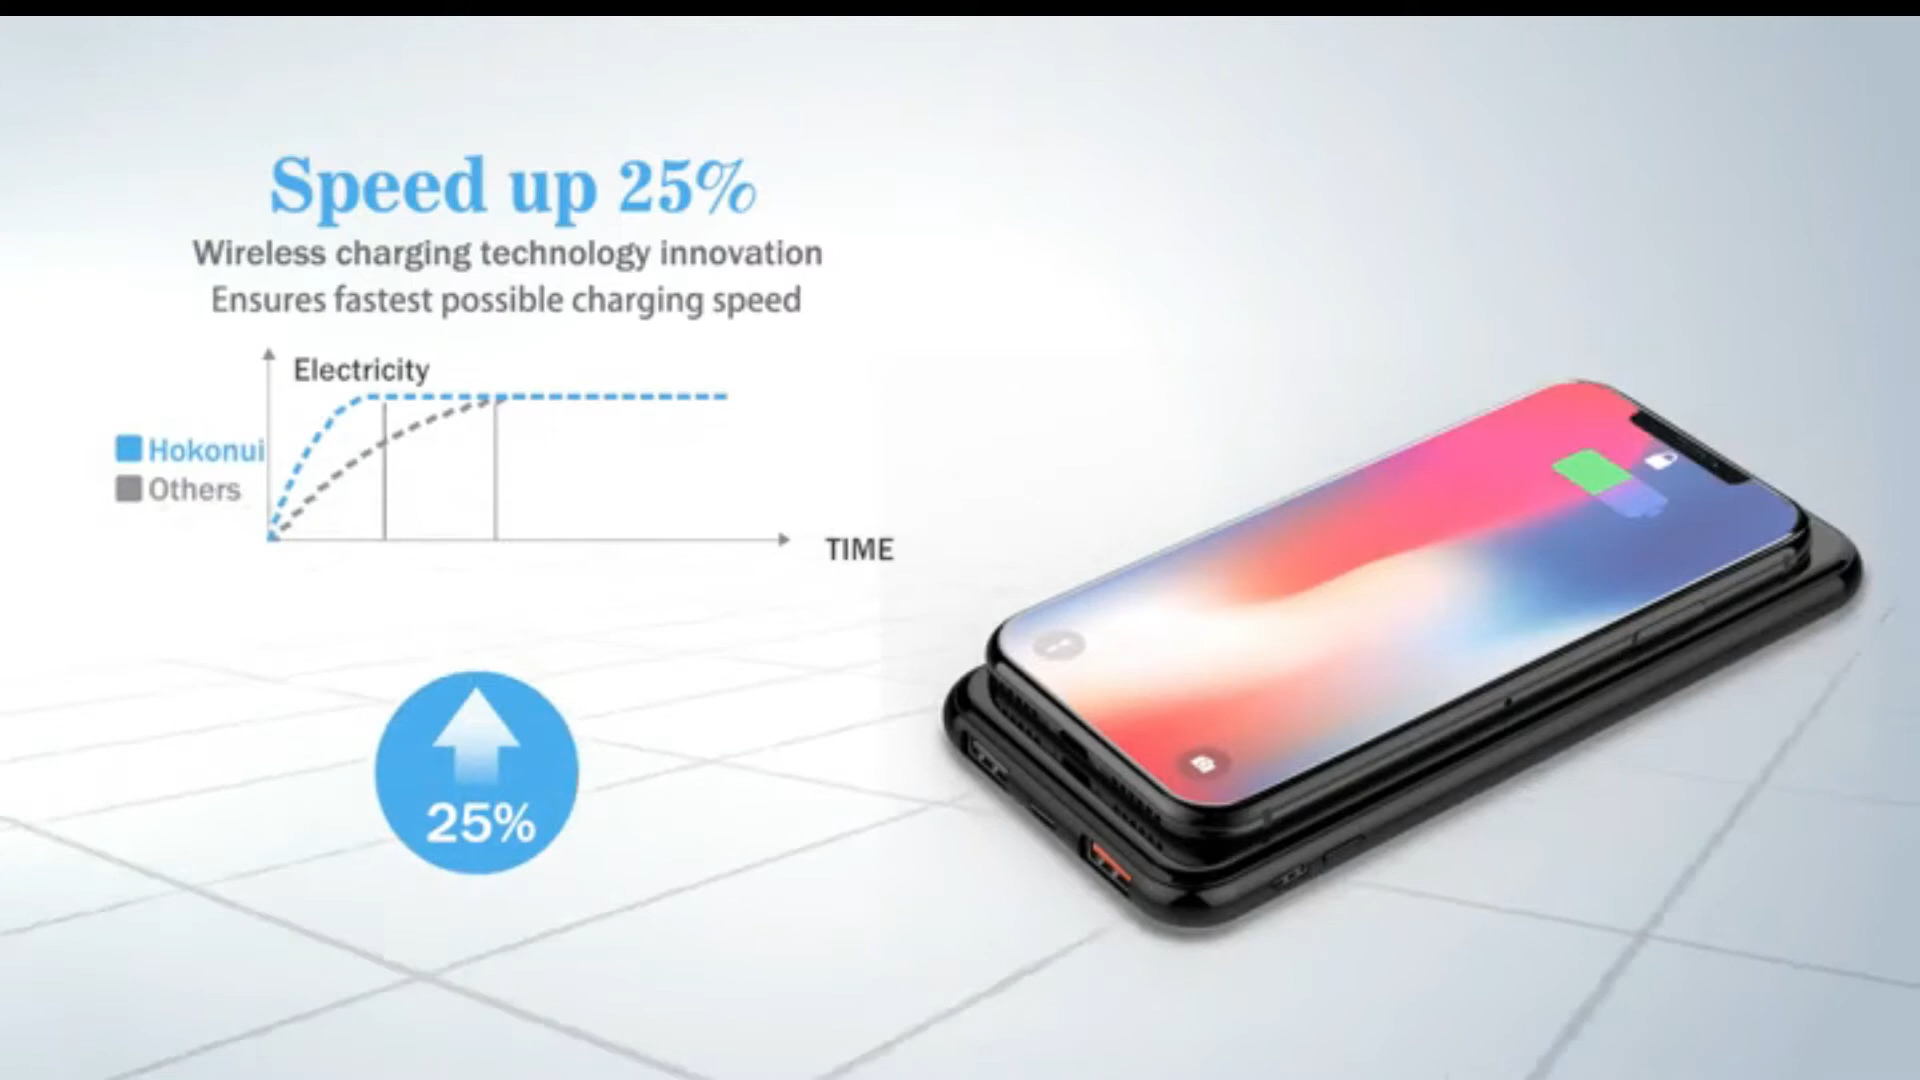 Speed up 25%
Wireless charging technology innovation
Ensures fastest possible charging speed
Electricity
Hokonui
Others
TIME
25%